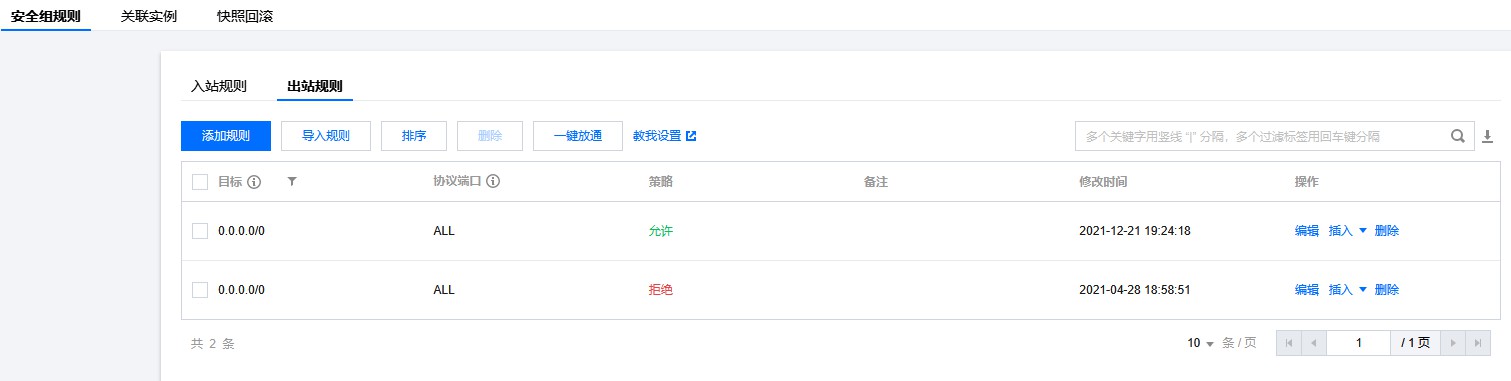 安全组规则 关联实例 快照回滚
入站规则 出站规则
添加规则 导入规则 排序 删除 一键放通 教我设置 多个关键字用竖线 “|” 分隔，多个过滤标签用回车键分隔
目标 协议端口 策略 备注 修改时间 操作
0.0.0.0/0 ALL 允许 2021-12-21 19:24:18 编辑 插入 删除
0.0.0.0/0 ALL 拒绝 2021-04-28 18:58:51 编辑 插入 删除
共 2 条 10 条 / 页 1 / 1 页